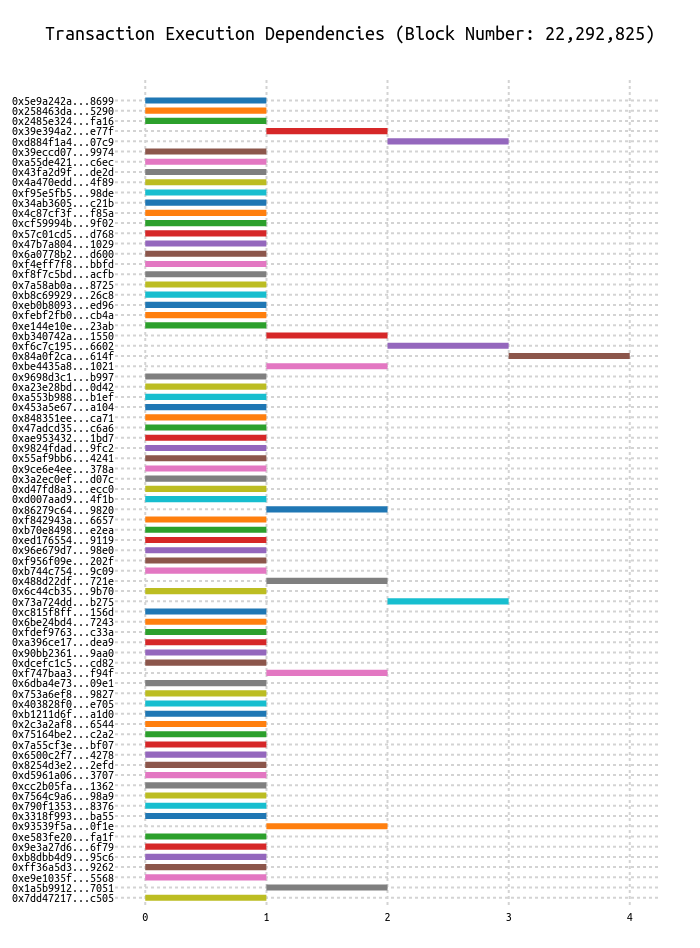 Transaction Execution Dependencies (Block Number: 22,292,825)
0x5e9a242a...8699
0x258463da...5290
0x2485e324...fa16
0x39e394a2...e77f
0xd884f1a4...07c9
0x39eccd07...9974
0xa55de421...c6ec
0x43fa2d9f...de2d
0x4a470edd...4f89
0xf95e5fb5...98de
0x34ab3605...c21b
0x4c87cf3f...f85a
0xcf59994b...9f02
0x57c01cd5...d768
0x47b7a804...1029
0x6a0778b2...d600
0xf4eff7f8...bbfd
0xf8f7c5bd...acfb
0x7a58ab0a...8725
0xb8c69929...26c8
0xeb0b8093...ed96
0xfebf2fb0...cb4a
0xe144e10e...23ab
0xb340742a...1550
0xf6c7c195...6602
0x84a0f2ca...614f
0xbe4435a8...1021
0x9698d3c1...b997
0xa23e28bd...0d42
0xa553b988...b1ef
0x453a5e67...a104
0x848351ee...ca71
0x47adcd35...c6a6
0xae953432...1bd7
0x9824fdad...9fc2
0x55af9bb6...4241
0x9ce6e4ee...378a
0x3a2ec0ef...d07c
0xd47fd8a3...ecc0
0xd007aad9...4f1b
0x86279c64...9820
0xf842943a...6657
0xb70e8498...e2ea
0xed176554...9119
0x96e679d7...98e0
0xf956f09e...202f
0xb744c754...9c09
0x488d22df...721e
0x6c44cb35...9b70
0x73a724dd...b275
0xc815f8ff...156d
0x6be24bd4...7243
0xfdef9763...c33a
0xa396ce17...dea9
0x90bb2361...9aa0
0xdcefc1c5...cd82
0xf747baa3...f94f
0x6dba4e73...09e1
0x753a6ef8...9827
0x403828f0...e705
0xb1211d6f...a1d0
0x2c3a2af8...6544
0x75164be2...c2a2
0x7a55cf3e...bf07
0x6500c2f7...4278
0x8254d3e2...2efd
0xd5961a06...3707
0xcc2b05fa...1362
0x7564c9a6...98a9
0x790f1353...8376
0x3318f993...ba55
0x93539f5a...0f1e
0xe583fe20...fa1f
0x9e3a27d6...6f79
0xb8dbb4d9...95c6
0xff36a5d3...9262
0xe9e1035f...5568
0x1a5b9912...7051
0x7dd47217...c505
0 1 2 3 4